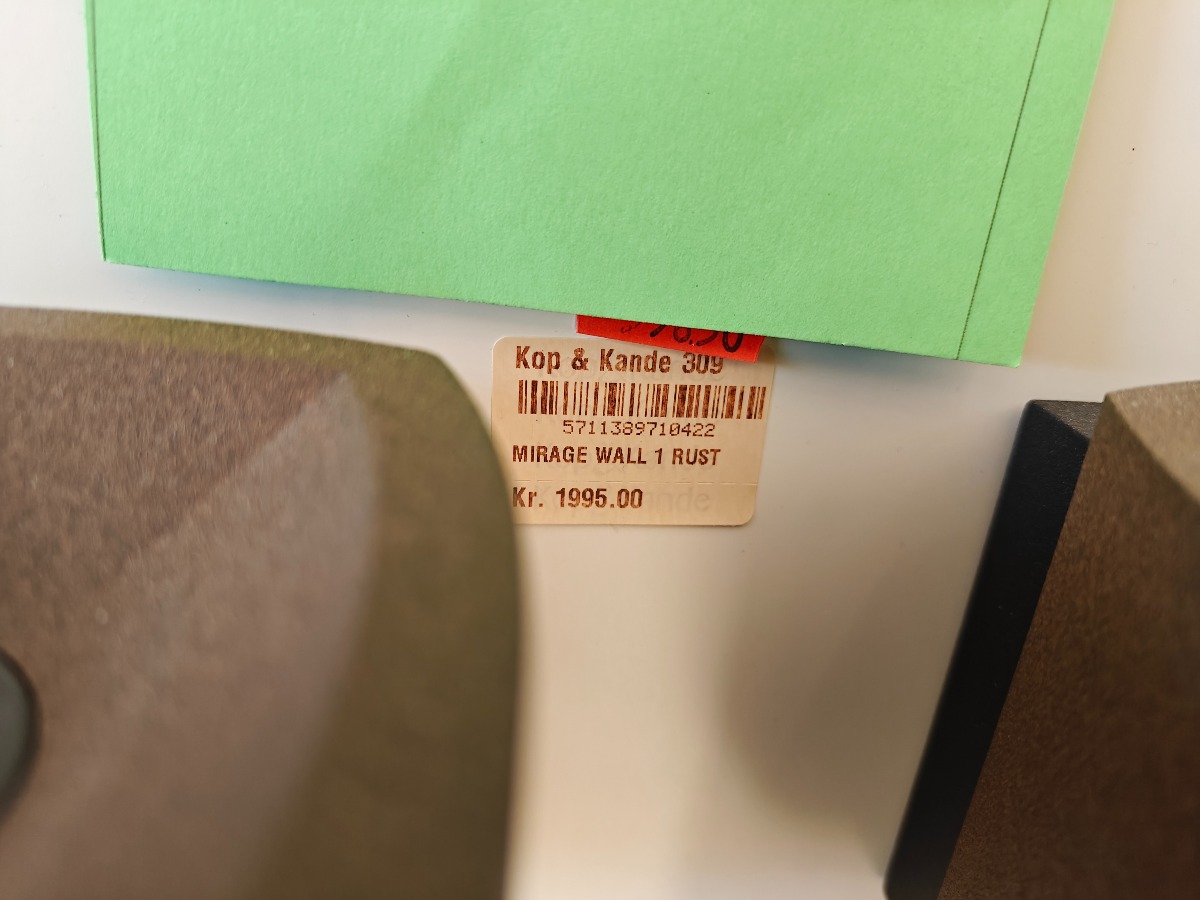 Kop & Kande 309
5711389710422
MIRAGE WALL 1 RUST
Kr. 1995.00